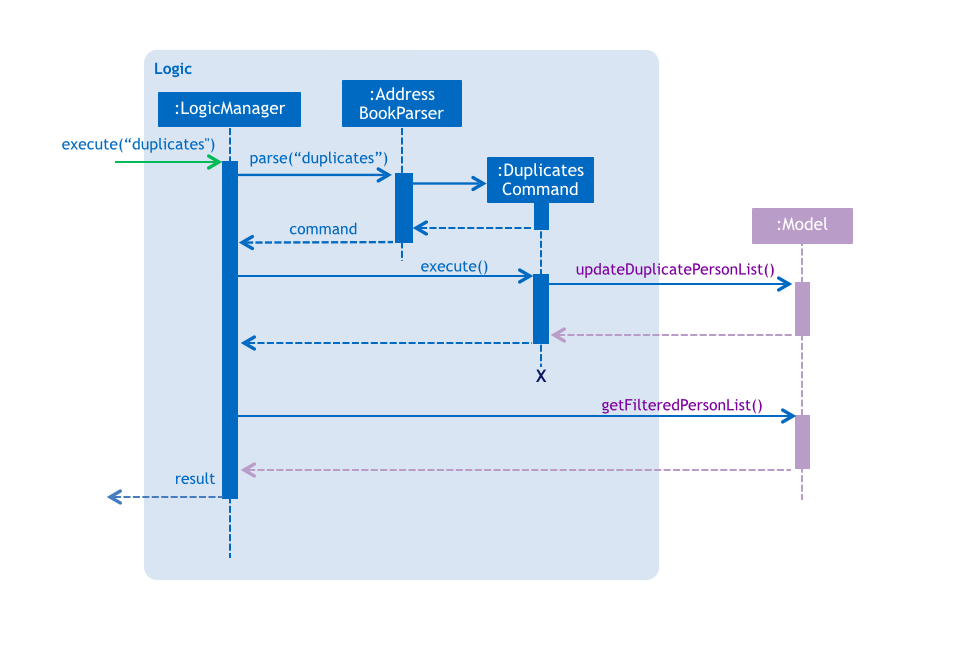 Logic
:Address
BookParser
:LogicManager
execute(“duplicates")
parse(“duplicates”)
:Duplicates
Command
command
:Model
execute()
updateDuplicatePersonList()
X
getFilteredPersonList()
result